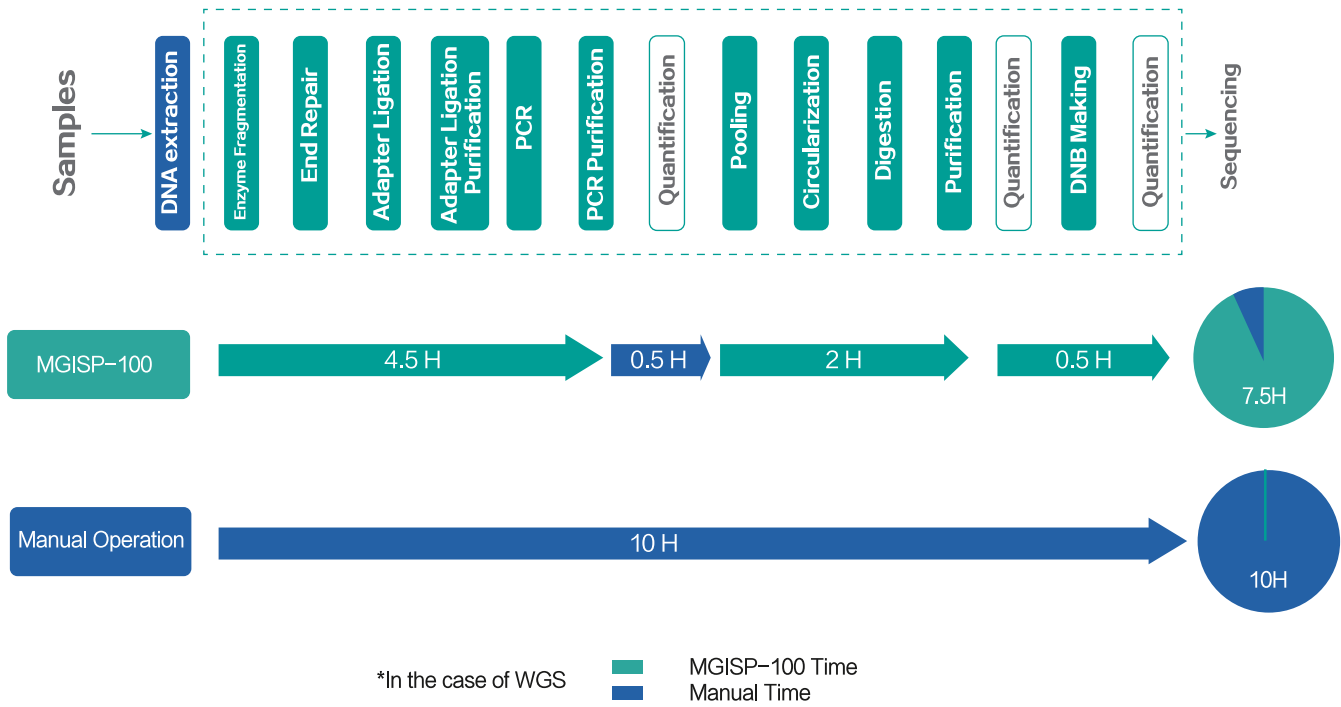 Samples
DNA extraction
Enzyme Fragmentation
End Repair
Adapter Ligation
Adapter Ligation
Purification
PCR
PCR Purification
Quantification
Pooling
Circularization
Digestion
Purification
Quantification
DNB Making
Quantification
Sequencing
MGISP-100
4.5 H
0.5 H
2 H
0.5 H
7.5H
Manual Operation
10 H
10H
*In the case of WGS
MGISP-100 Time
Manual Time